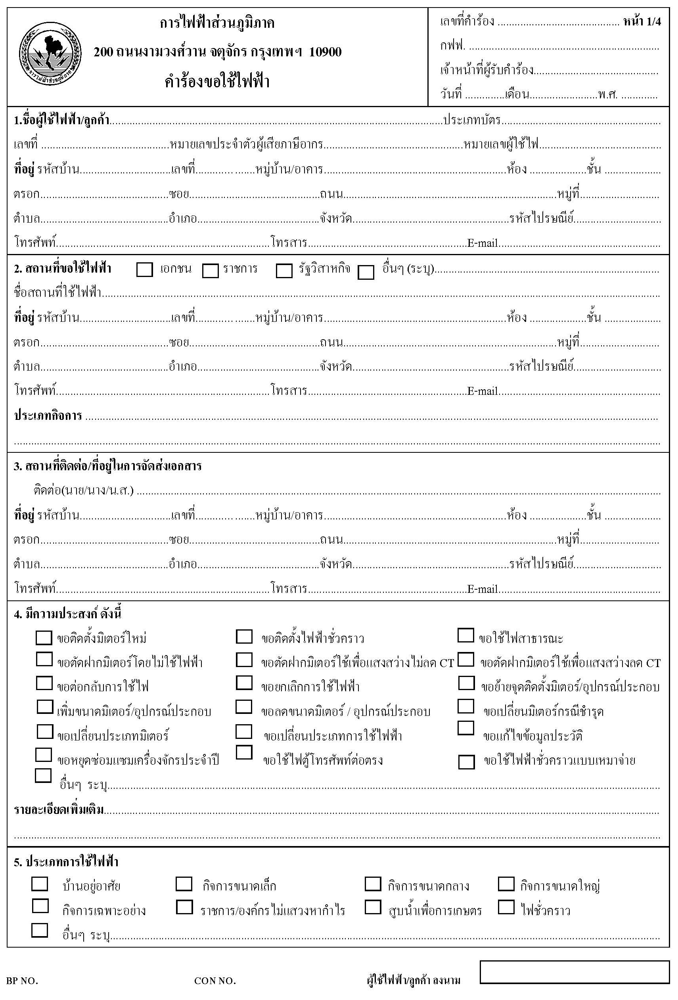 การไฟฟ้าส่วนภูมิภาค
200 ถนนงามวงศ์วาน จตุจักร กรุงเทพฯ 10900
คำร้องขอใช้ไฟฟ้า
การไฟฟ้าส่วนภูมิภาค
เลขที่คำร้อง ........................................... หน้า 1/4
กฟฟ. ...................................................................
เจ้าหน้าที่ผู้รับคำร้อง............................................
วันที่ ..............เดือน........................พ.ศ. .............
1.ชื่อผู้ใช้ไฟฟ้า/ลูกค้า....................................................ประเภทบัตร..............................
เลขที่ ..............................หมายเลขประจำตัวผู้เสียภาษีอากร..............................หมายเลขผู้ใช้ไฟ..............................
ที่อยู่ รหัสบ้าน..............................เลขที่............. .......หมู่บ้าน/อาคาร..............................ห้อง ....................ชั้น ....................
ตรอก..............................ซอย..............................ถนน..............................หมู่ที่..............................
ตำบล..............................อำเภอ..............................จังหวัด..............................รหัสไปรษณีย์..............................
โทรศัพท์..............................โทรสาร..............................E-mail..............................
2. สถานที่ขอใช้ไฟฟ้า เอกชน ราชการ รัฐวิสาหกิจ อื่นๆ (ระบุ)..............................
ชื่อสถานที่ใช้ไฟฟ้า............................................................
ที่อยู่ รหัสบ้าน..............................เลขที่............. .......หมู่บ้าน/อาคาร..............................ห้อง ....................ชั้น ....................
ตรอก..............................ซอย..............................ถนน..............................หมู่ที่..............................
ตำบล..............................อำเภอ..............................จังหวัด..............................รหัสไปรษณีย์..............................
โทรศัพท์..............................โทรสาร..............................E-mail..............................
ประเภทกิจการ ............................................................
............................................................
3. สถานที่ติดต่อ/ที่อยู่ในการจัดส่งเอกสาร
ติดต่อ(นาย/นาง/น.ส.) ............................................................
ที่อยู่ รหัสบ้าน..............................เลขที่............. .......หมู่บ้าน/อาคาร..............................ห้อง ....................ชั้น ....................
ตรอก..............................ซอย..............................ถนน..............................หมู่ที่..............................
ตำบล..............................อำเภอ..............................จังหวัด..............................รหัสไปรษณีย์..............................
โทรศัพท์..............................โทรสาร..............................E-mail..............................
4. มีความประสงค์ ดังนี้
ขอติดตั้งมิเตอร์ใหม่ ขอติดตั้งไฟฟ้าชั่วคราว ขอใช้ไฟสาธารณะ
ขอตัดฝากมิเตอร์โดยไม่ใช้ไฟฟ้า ขอตัดฝากมิเตอร์ใช้เพื่อแสงสว่างไม่ลด CT ขอตัดฝากมิเตอร์ใช้เพื่อแสงสว่างลด CT
ขอต่อกลับการใช้ไฟ ขอยกเลิกการใช้ไฟฟ้า ขอย้ายจุดติดตั้งมิเตอร์/อุปกรณ์ประกอบ
เพิ่มขนาดมิเตอร์/อุปกรณ์ประกอบ ขอลดขนาดมิเตอร์ / อุปกรณ์ประกอบ ขอเปลี่ยนมิเตอร์กรณีชำรุด
ขอเปลี่ยนประเภทมิเตอร์ ขอเปลี่ยนประเภทการใช้ไฟฟ้า ขอแก้ไขข้อมูลประวัติ
ขอหยุดซ่อมแซมเครื่องจักรประจำปี ขอใช้ไฟตู้โทรศัพท์ต่อตรง ขอใช้ไฟฟ้าชั่วคราวแบบเหมาจ่าย
อื่นๆ ระบุ............................................................
รายละเอียดเพิ่มเติม............................................................
............................................................
5. ประเภทการใช้ไฟฟ้า
บ้านอยู่อาศัย กิจการขนาดเล็ก กิจการขนาดกลาง กิจการขนาดใหญ่
กิจการเฉพาะอย่าง ราชการ/องค์กรไม่แสวงหากำไร สูบน้ำเพื่อการเกษตร ไฟชั่วคราว
อื่นๆ ระบุ............................................................
BP NO. CON NO. ผู้ใช้ไฟฟ้า/ลูกค้า ลงนาม